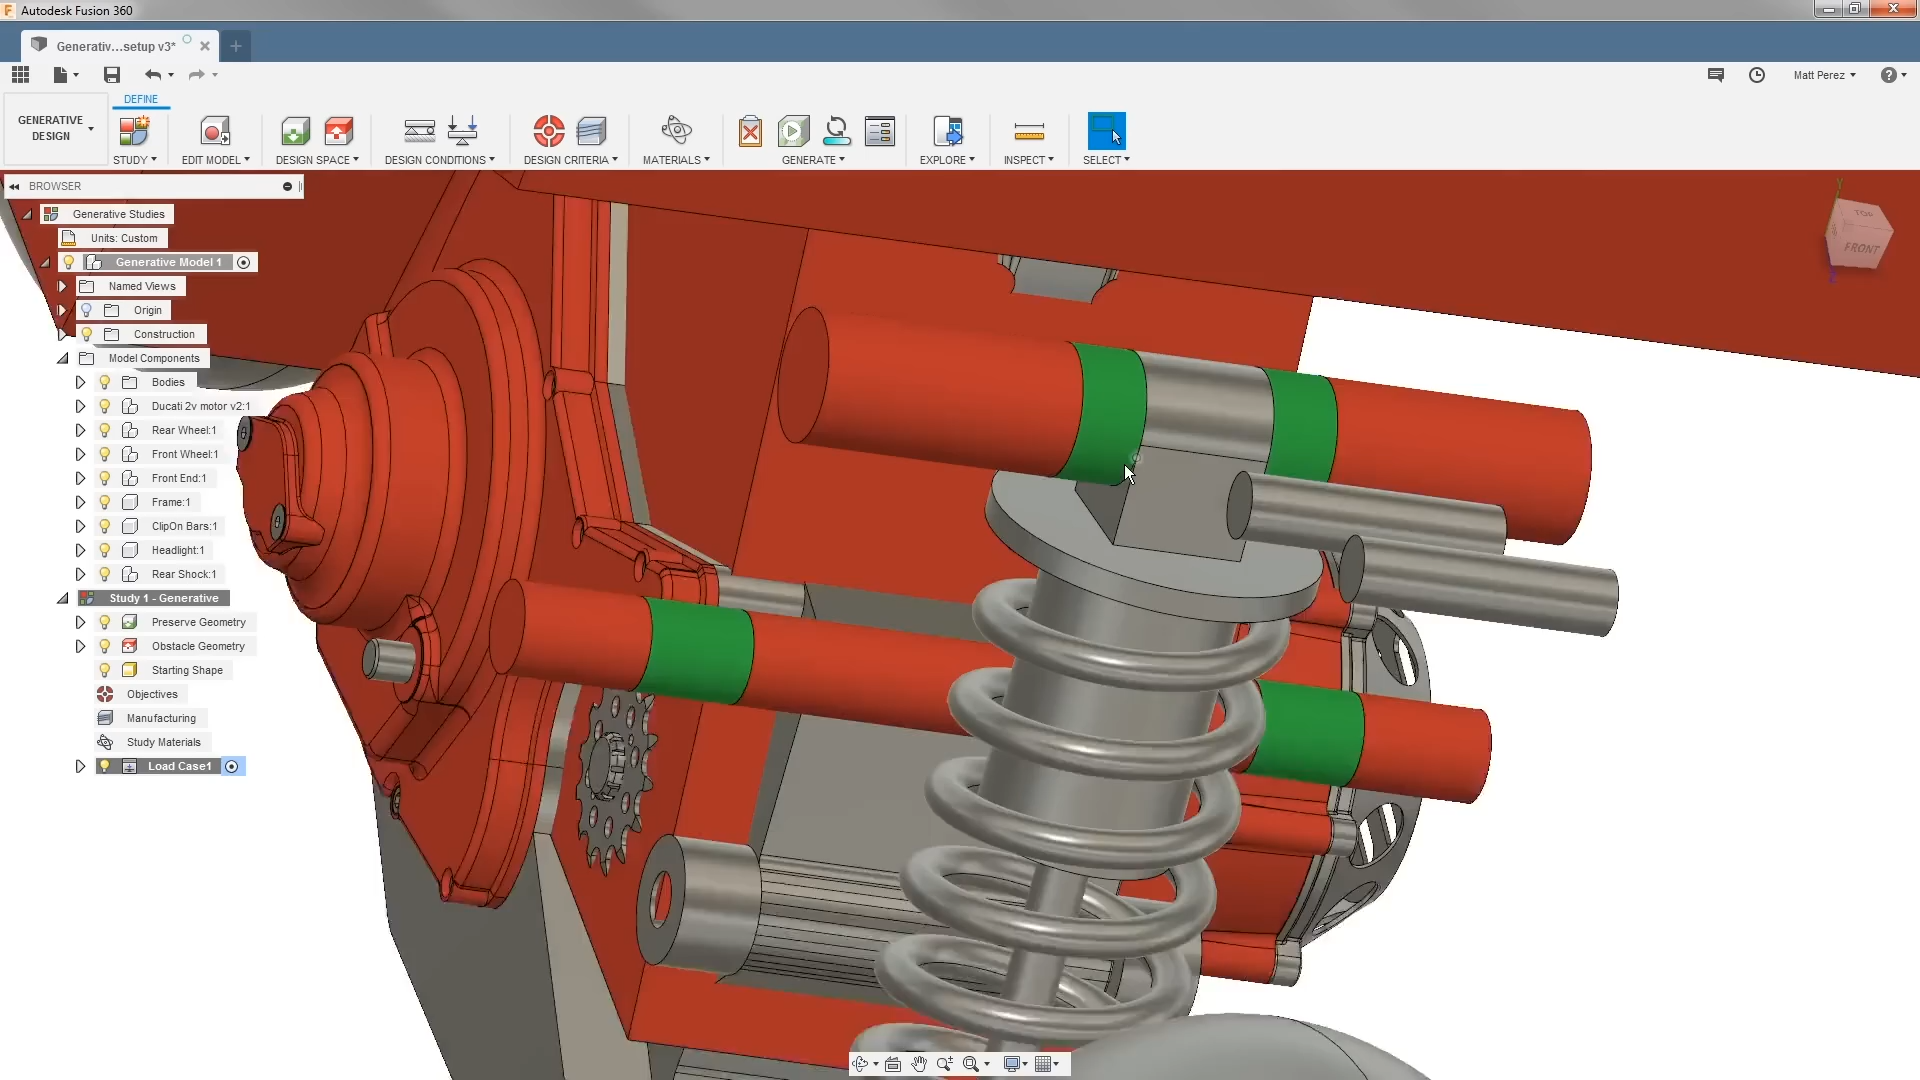 Autodesk Fusion 360
Generativ...setup v3*
Matt Perez
DEFINE
GENERATIVE
DESIGN
STUDY
EDIT MODEL
DESIGN SPACE
DESIGN CONDITIONS
DESIGN CRITERIA
MATERIALS
GENERATE
EXPLORE
INSPECT
SELECT
BROWSER
Generative Studies
Units: Custom
Generative Model 1
Named Views
Origin
Construction
Model Components
Bodies
Ducati 2v motor v2:1
Rear Wheel:1
Front Wheel:1
Front End:1
Frame:1
ClipOn Bars:1
Headlight:1
Rear Shock:1
Study 1 - Generative
Preserve Geometry
Obstacle Geometry
Starting Shape
Objectives
Manufacturing
Study Materials
Load Case1
Y
TOP
FRONT
Z